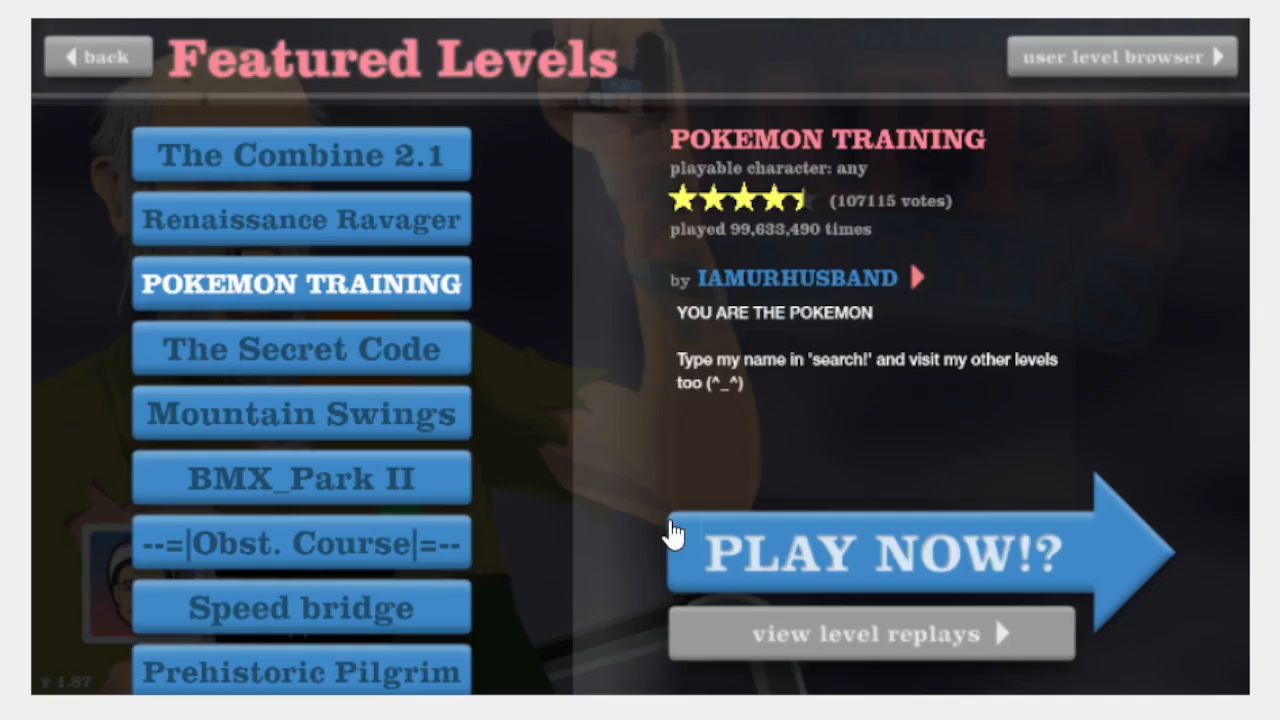 back
Featured Levels
user level browser
The Combine 2.1
Renaissance Ravager
POKEMON TRAINING
The Secret Code
Mountain Swings
BMX_Park II
--=|Obst. Course|=--
Speed bridge
Prehistoric Pilgrim
v 1.87
POKEMON TRAINING
playable character: any
(107115 votes)
played 99,633,490 times
by IAMURHUSBAND
YOU ARE THE POKEMON
Type my name in 'search!' and visit my other levels
too (^_^)
PLAY NOW!?
view level replays